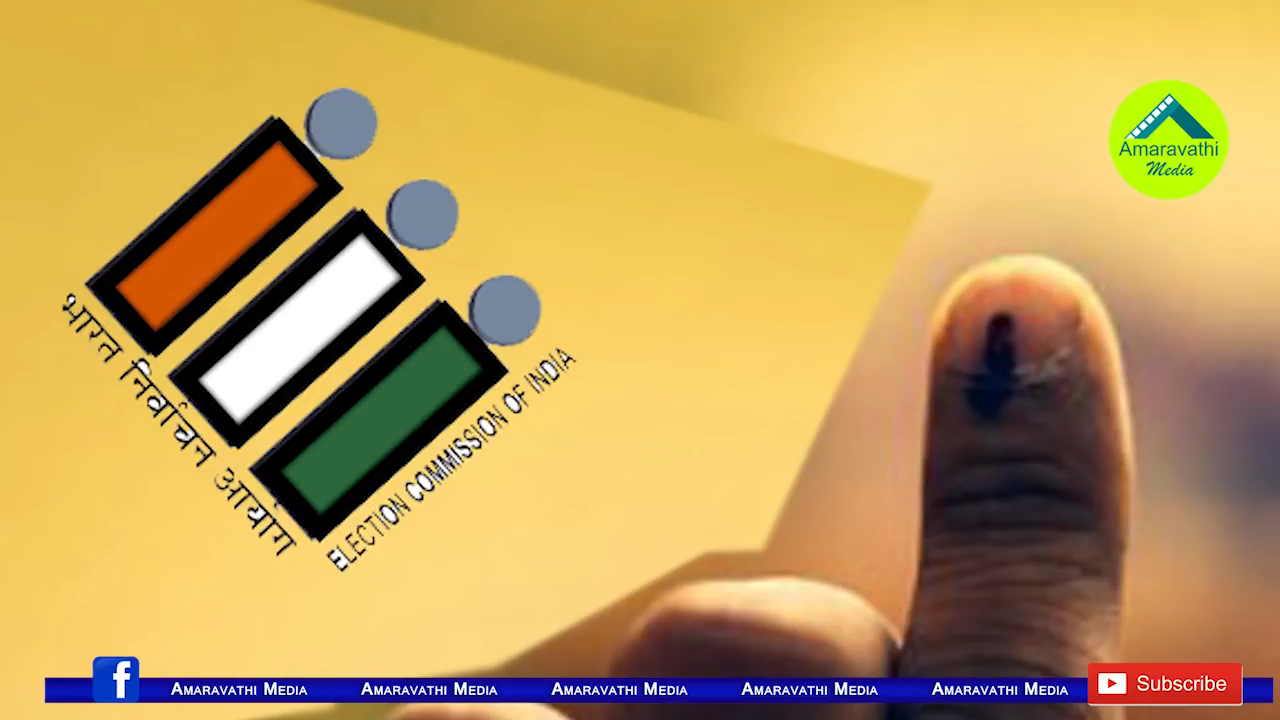 भारत निर्वाचन आयोग
ELECTION COMMISSION OF INDIA
Amaravathi
Media
f
AMARAVATHI MEDIA AMARAVATHI MEDIA AMARAVATHI MEDIA AMARAVATHI MEDIA AMARAVATHI MEDIA
Subscribe